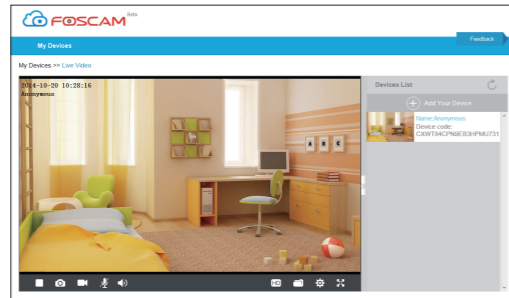 FOSCAM Beta
Feedback
My Devices
My Devices >> Live Video
2014-10-20 10:28:16
Anonymous
Devices List
Add Your Device
Name:Anonymous
Device code:
A B C
HD